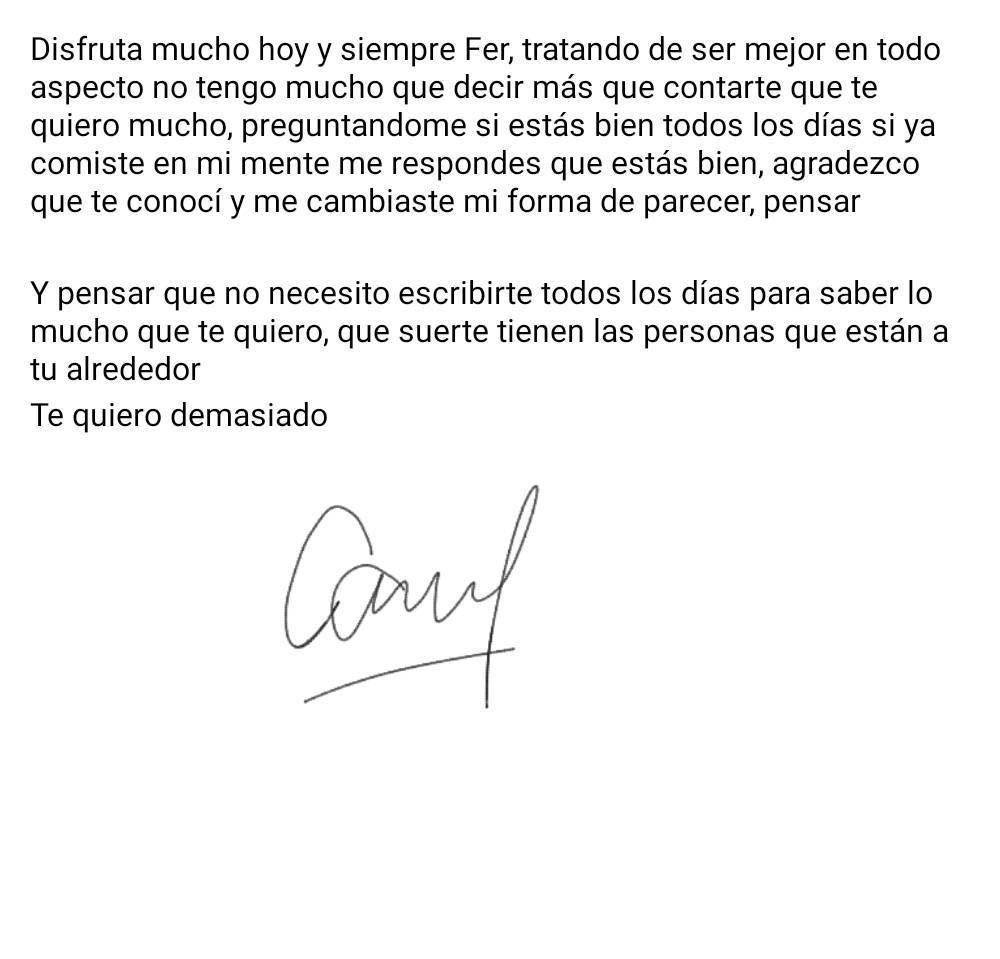 Disfruta mucho hoy y siempre Fer, tratando de ser mejor en todo
aspecto no tengo mucho que decir más que contarte que te
quiero mucho, preguntandome si estás bien todos los días si ya
comiste en mi mente me respondes que estás bien, agradezco
que te conocí y me cambiaste mi forma de parecer, pensar
Y pensar que no necesito escribirte todos los días para saber lo
mucho que te quiero, que suerte tienen las personas que están a
tu alrededor
Te quiero demasiado